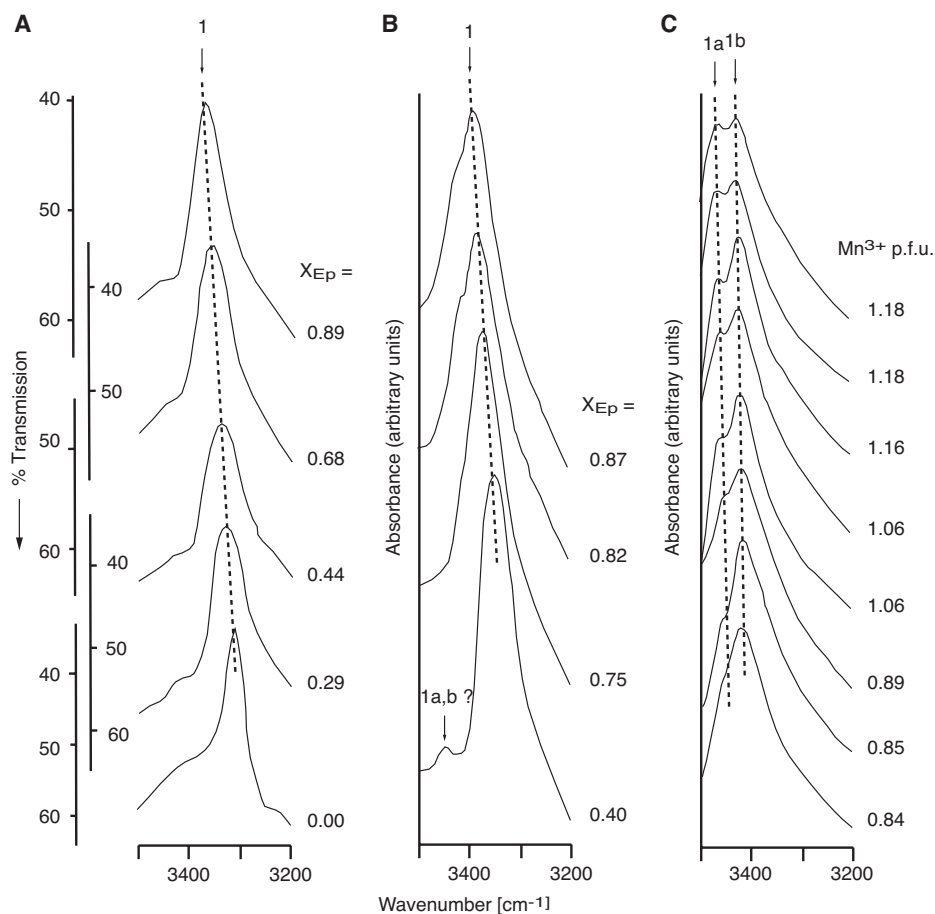 A
1
40
50
60
40
50
50
60
40
50
60
40
50
60
% Transmission
XEp =
0.89
0.68
0.44
0.29
0.00
3400 3200
B
1
Absorbance (arbitrary units)
XEp =
0.87
0.82
0.75
0.40
1a,b ?
3400 3200
Wavenumber [cm-1]
C
1a 1b
Absorbance (arbitrary units)
Mn3+ p.f.u.
1.18
1.18
1.16
1.06
1.06
0.89
0.85
0.84
3400 3200